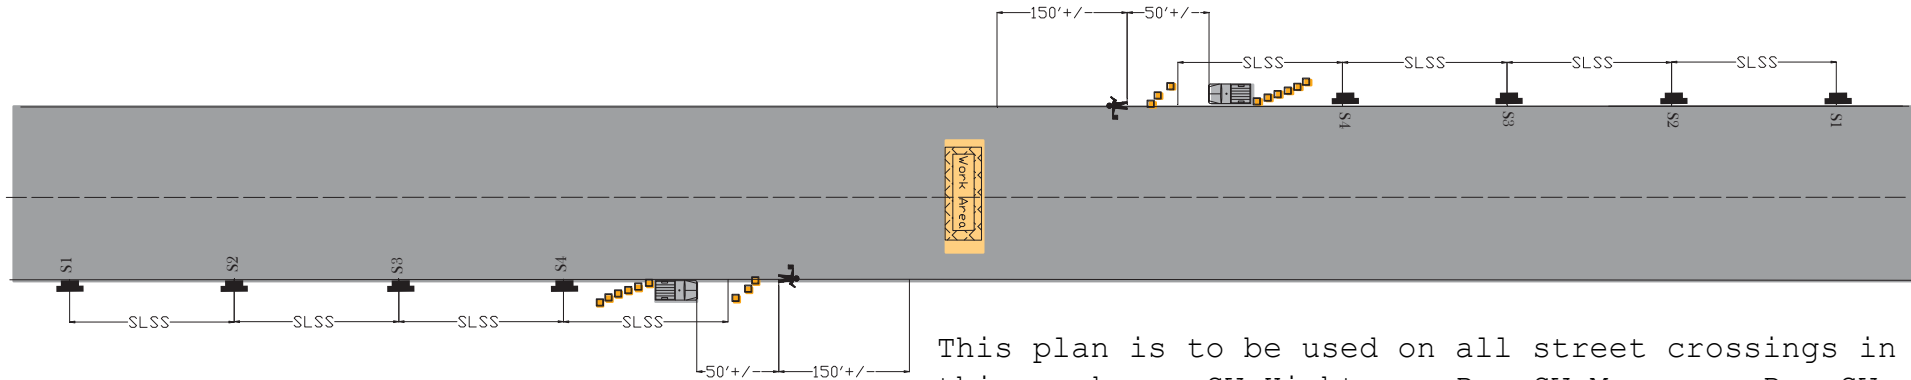 150'+/- 50'+/-
SLSS SLSS SLSS SLSS
S4 S3 S2 S1
Work Area
S1 S2 S3 S4
SLSS SLSS SLSS SLSS
50'+/- 150'+/-
This plan is to be used on all street crossings in